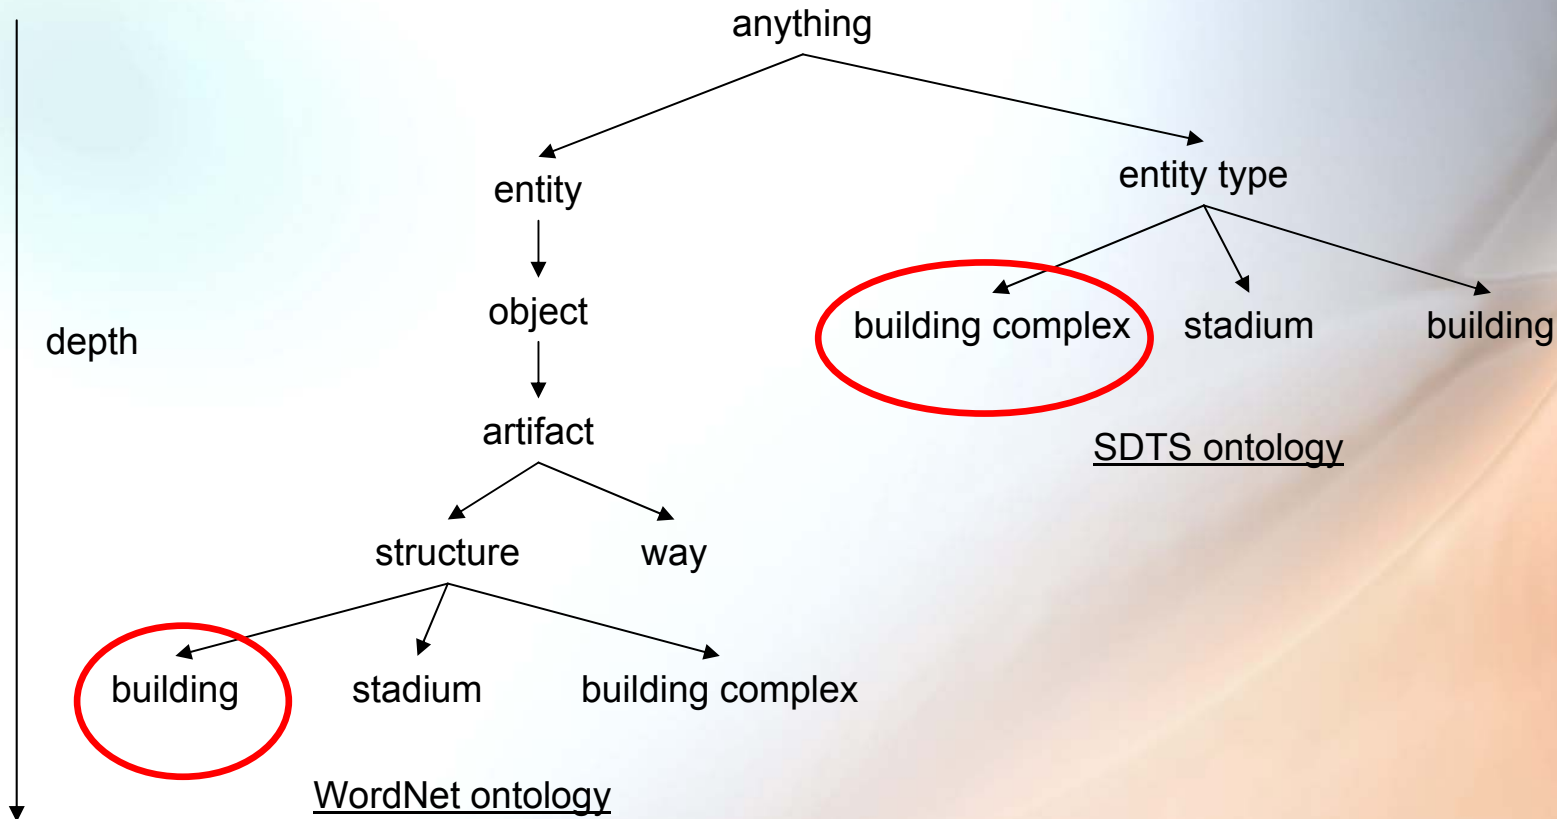 anything
entity
entity type
object
building complex stadium building
depth
artifact
SDTS ontology
structure way
building stadium building complex
WordNet ontology